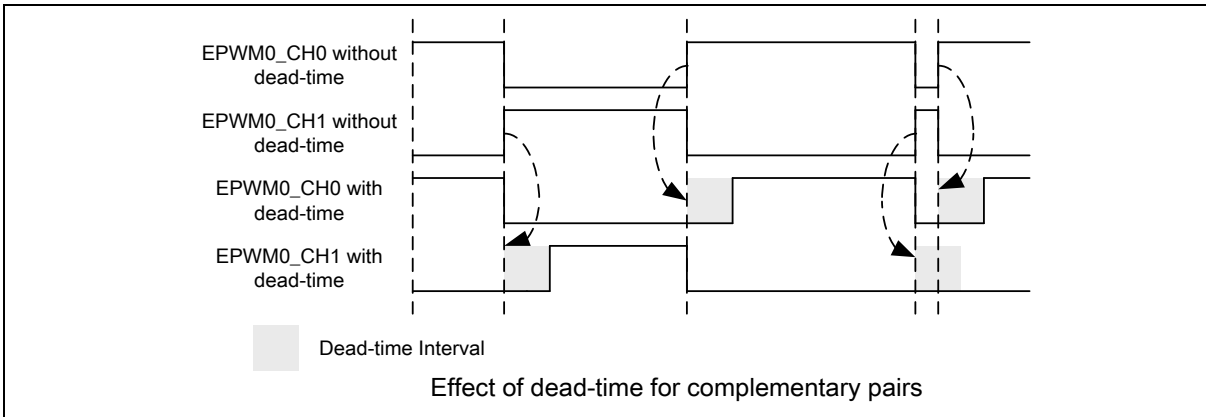 EPWM0_CH0 without
dead-time
EPWM0_CH1 without
dead-time
EPWM0_CH0 with
dead-time
EPWM0_CH1 with
dead-time
Dead-time Interval
Effect of dead-time for complementary pairs